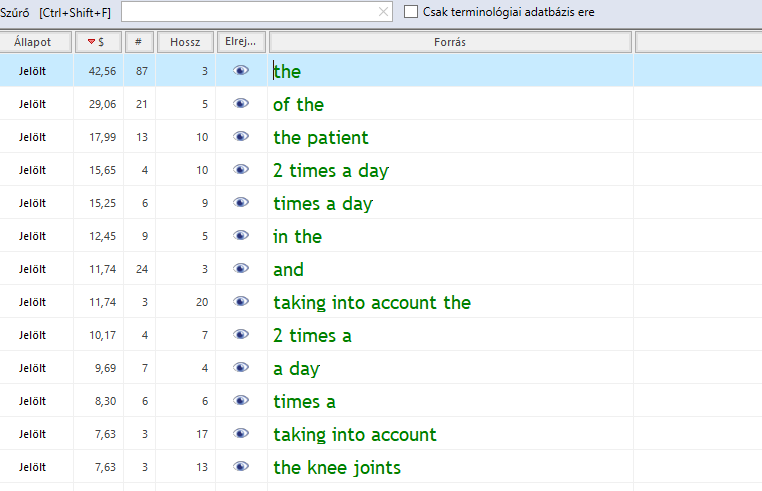 Szűrő [Ctrl+Shift+F] Csak terminológiai adatbázis ere
Állapot $ # Hossz Elrej... Forrás
Jelölt 42,56 87 3 the
Jelölt 29,06 21 5 of the
Jelölt 17,99 13 10 the patient
Jelölt 15,65 4 10 2 times a day
Jelölt 15,25 6 9 times a day
Jelölt 12,45 9 5 in the
Jelölt 11,74 24 3 and
Jelölt 11,74 3 20 taking into account the
Jelölt 10,17 4 7 2 times a
Jelölt 9,69 7 4 a day
Jelölt 8,30 6 6 times a
Jelölt 7,63 3 17 taking into account
Jelölt 7,63 3 13 the knee joints